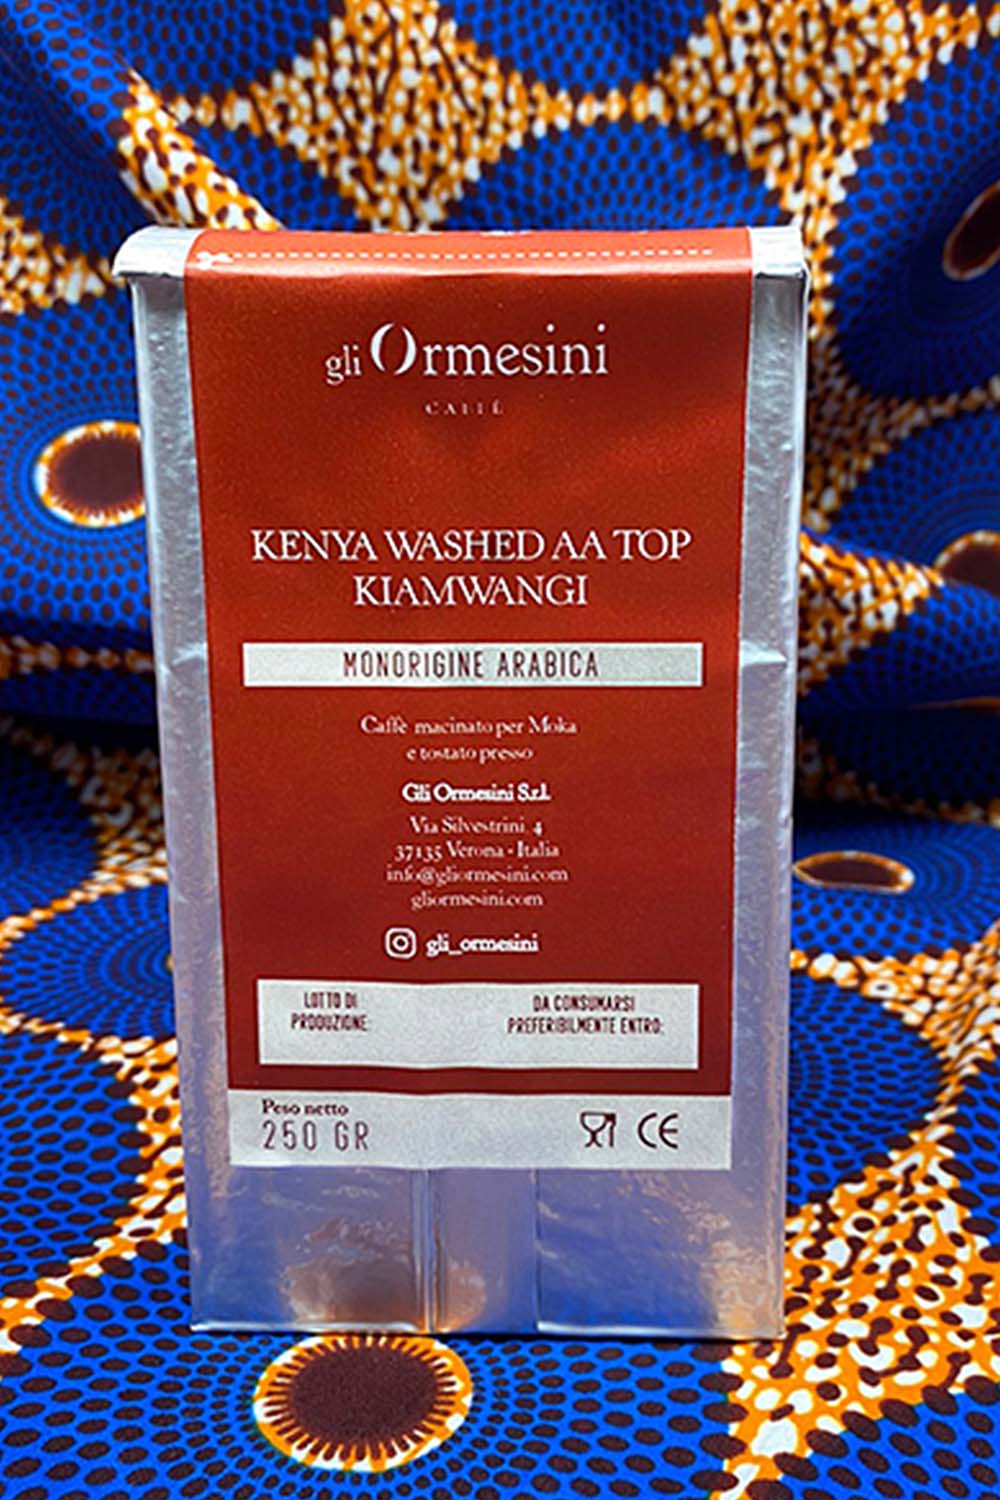 gli Ormesini
CAFFÈ
KENYA WASHED AA TOP
KIAMWANGI
MONORIGINE ARABICA
Caffè macinato per Moka
e tostato presso
Gli Ormesini S.r.l.
Via Silvestrini 4
37135 Verona - Italia
info@gliormesini.com
gliormesini.com
gli_ormesini
LOTTO DI
PRODUZIONE:
DA CONSUMARSI
PREFERIBILMENTE ENTRO:
Peso netto
250 GR
CE